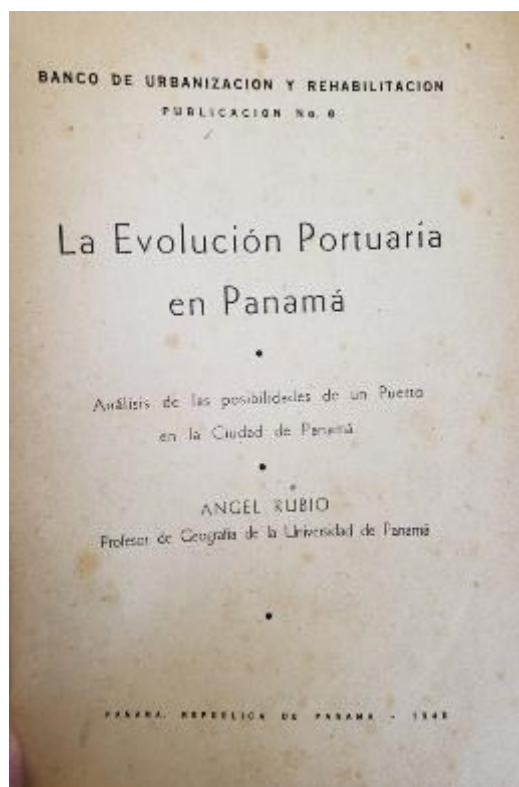 BANCO DE URBANIZACION Y REHABILITACION
PUBLICACION No.
La Evolución Portuaria
en Panamá
Análisis de las posibilidades de un Puerto
en la Ciudad de Panamá
ANGEL RUBIO
Profesor de Geografía de la Universidad de Panamá
PANAMA, REPUBLICA DE PANAMA -